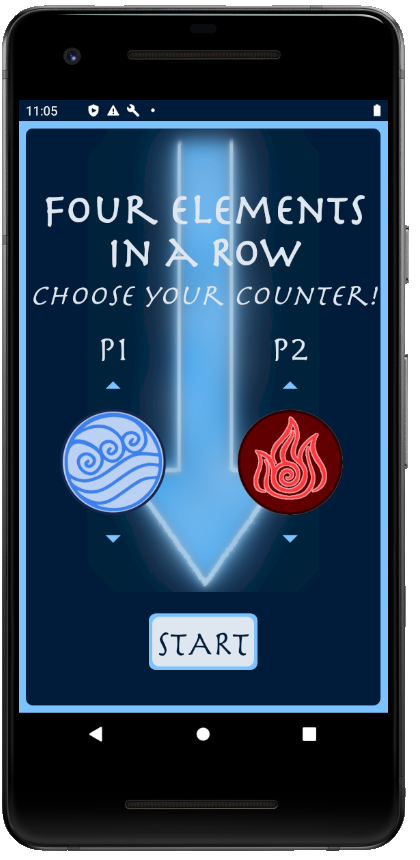 11:05
FOUR ELEMENTS
IN A ROW
CHOOSE YOUR COUNTER!
P1 P2
START